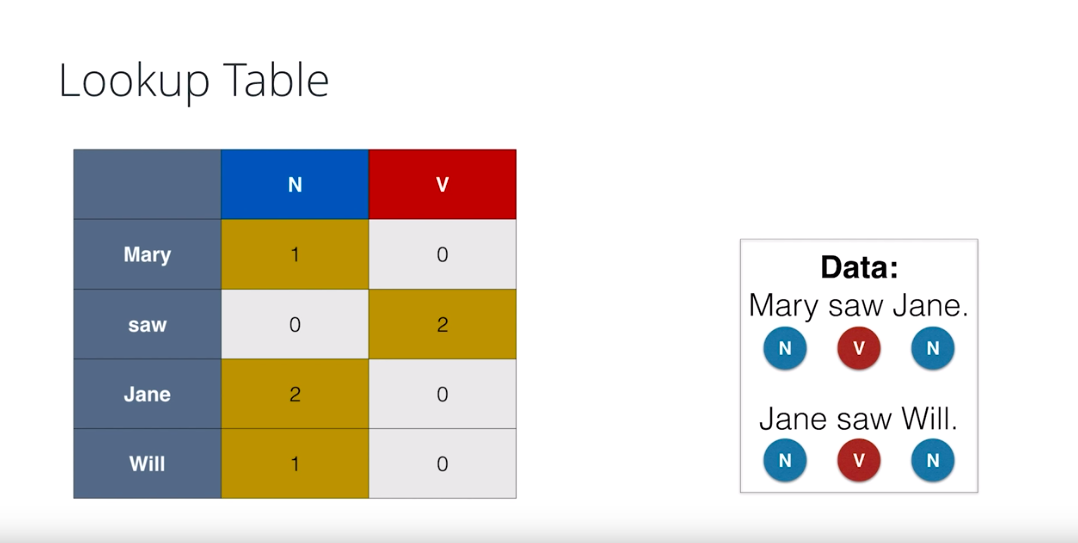 Lookup Table
N V
Mary 1 0
saw 0 2
Jane 2 0
Will 1 0
Data:
Mary saw Jane.
N V N
Jane saw Will.
N V N